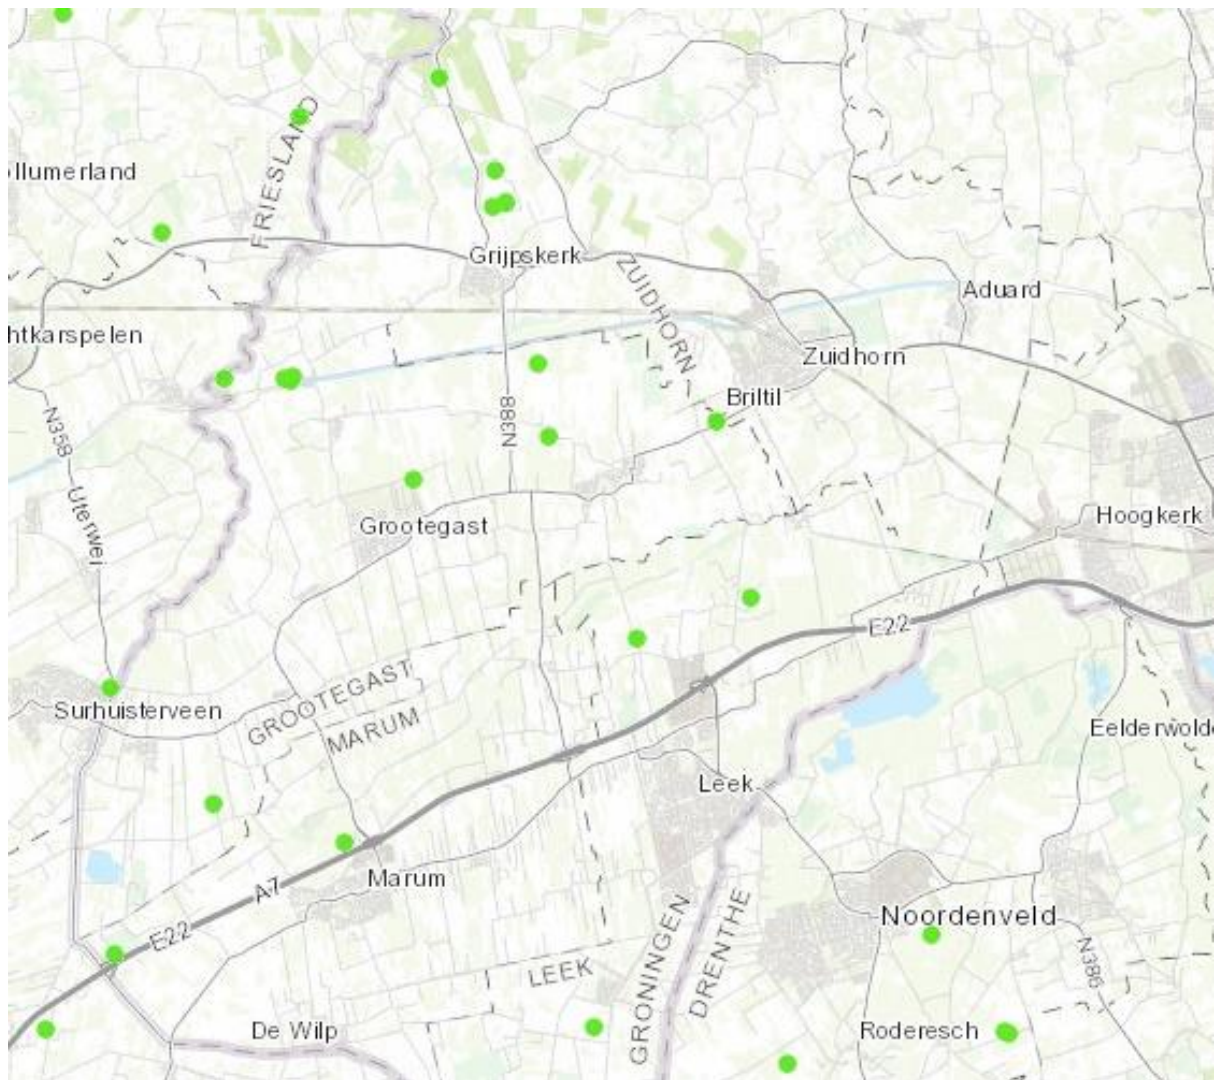 FRIESLAND
llumerland
Grijpskerk
ZUIDHORN
Aduard
htkarspelen
Zuidhorn
Briltil
N388
N358
Uterwei
Grootegast
Hoogkerk
E22
GROOTEGAST
MARUM
Surhuisterveen
Eelderwolde
Leek
A7
Marum
E22
GRONINGEN
DRENTHE
Noordenveld
LEEK
N386
De Wilp
Roderesch